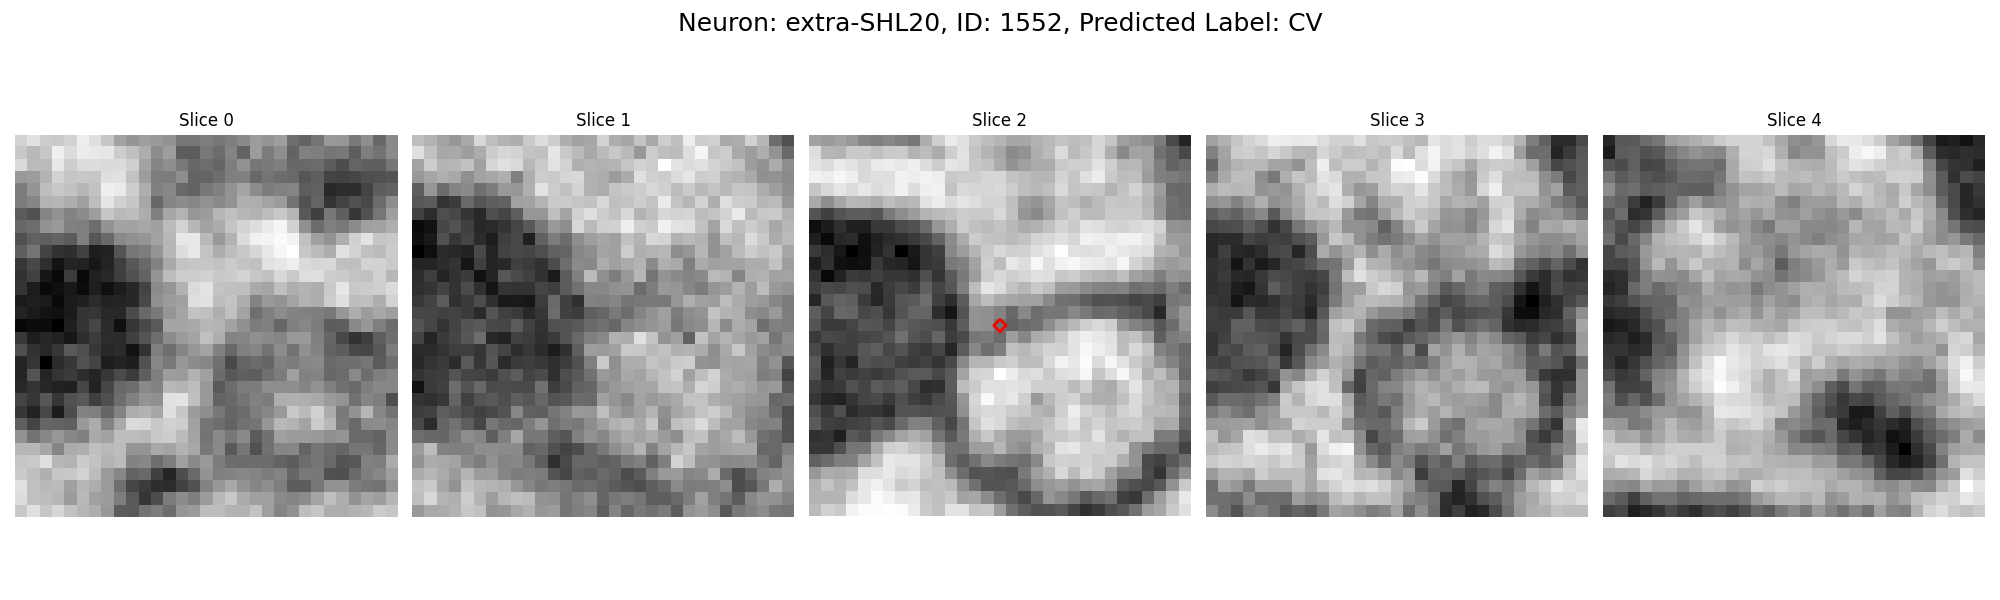 Neuron: extra-SHL20, ID: 1552, Predicted Label: CV
Slice 0
Slice 1
Slice 2
Slice 3
Slice 4